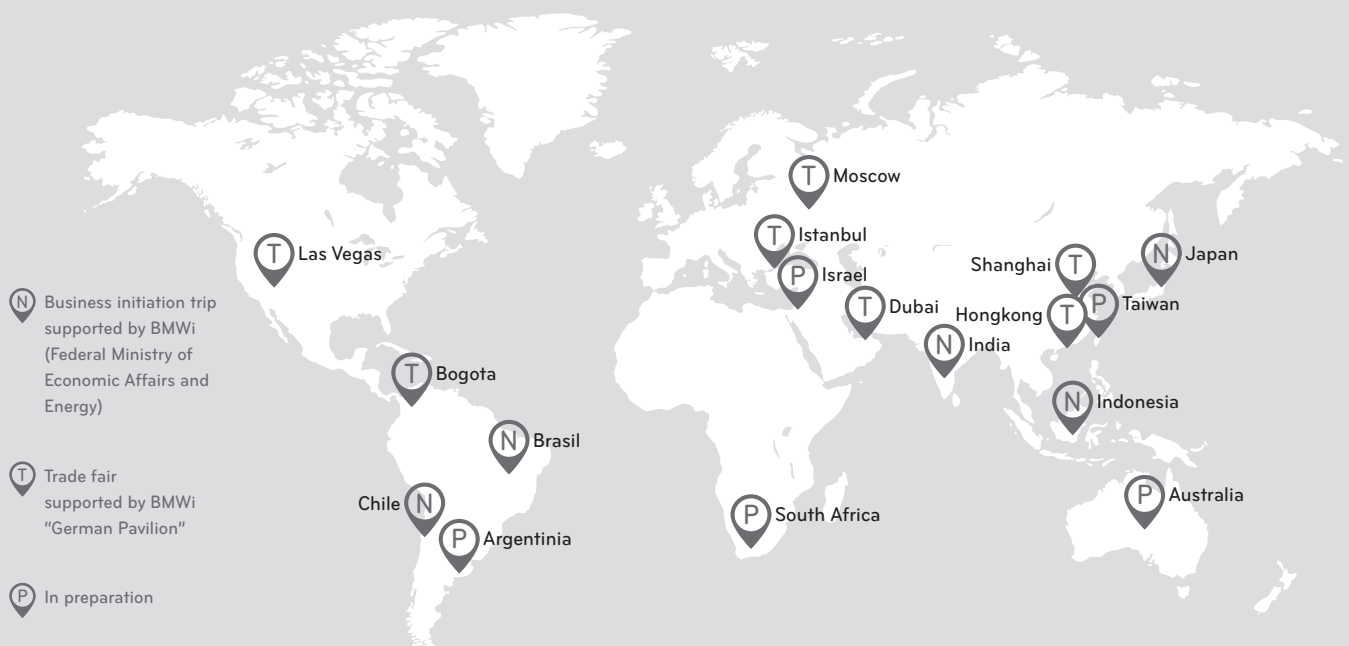 T Moscow
T Istanbul
T Las Vegas
N Japan
Shanghai T
P Israel
N Business initiation trip
supported by BMWi
(Federal Ministry of
Economic Affairs and
Energy)
T Dubai
P Taiwan
Hongkong T
N India
T Bogota
N Indonesia
N Brasil
T Trade fair
supported by BMWi
“German Pavilion”
P Australia
Chile N
P South Africa
P Argentinia
P In preparation